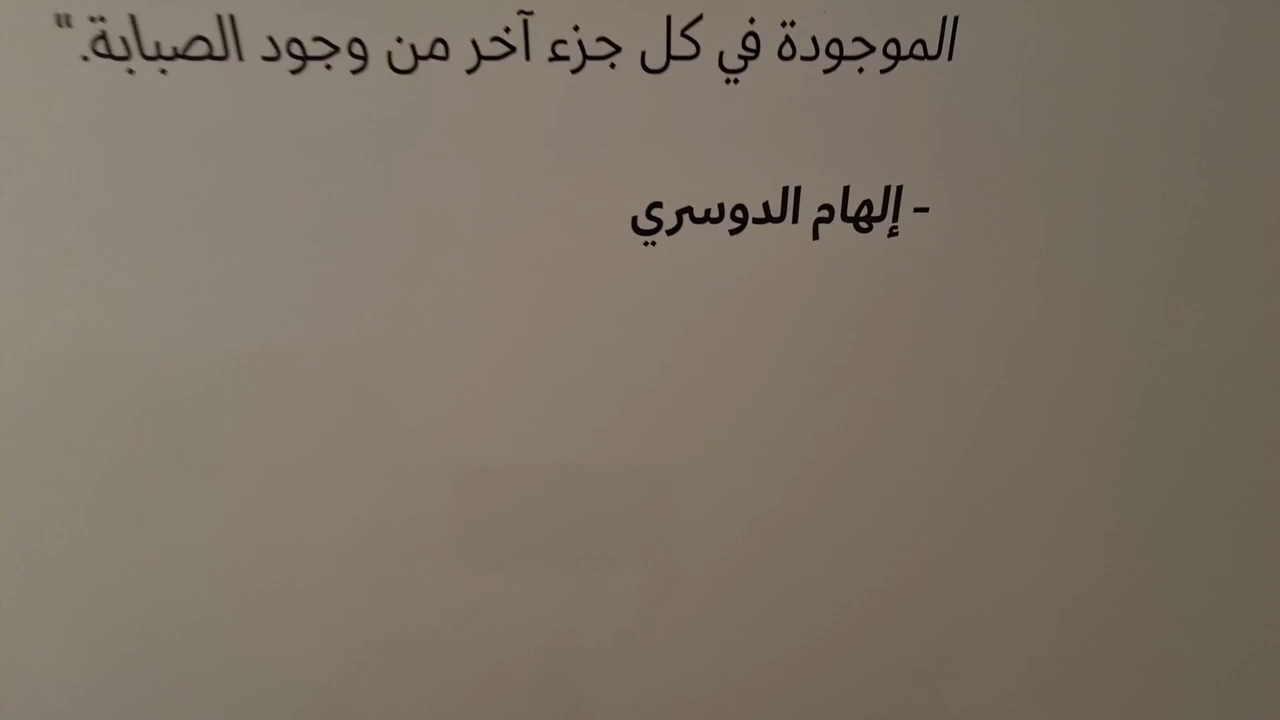 الموجودة في كل جزء آخر من وجود الصبابة."
- إلهام الدوسري